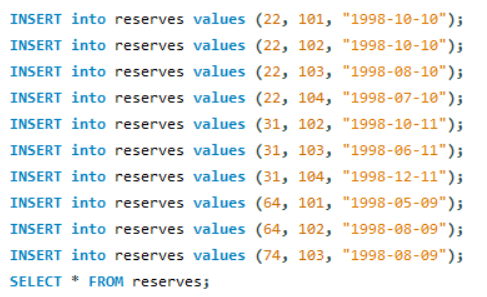 INSERT into reserves values (22, 101, "1998-10-10");
INSERT into reserves values (22, 102, "1998-10-10");
INSERT into reserves values (22, 103, "1998-08-10");
INSERT into reserves values (22, 104, "1998-07-10");
INSERT into reserves values (31, 102, "1998-10-11");
INSERT into reserves values (31, 103, "1998-06-11");
INSERT into reserves values (31, 104, "1998-12-11");
INSERT into reserves values (64, 101, "1998-05-09");
INSERT into reserves values (64, 102, "1998-08-09");
INSERT into reserves values (74, 103, "1998-08-09");
SELECT * FROM reserves;